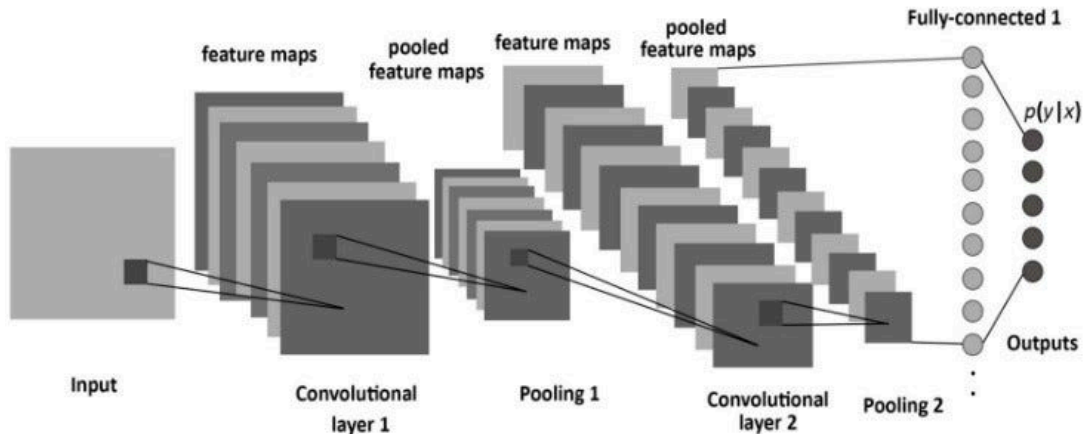 Fully-connected 1
feature maps
pooled
feature maps
feature maps
pooled
feature maps
p(y|x)
Input
Convolutional
layer 1
Pooling 1
Convolutional
layer 2
Pooling 2
Outputs